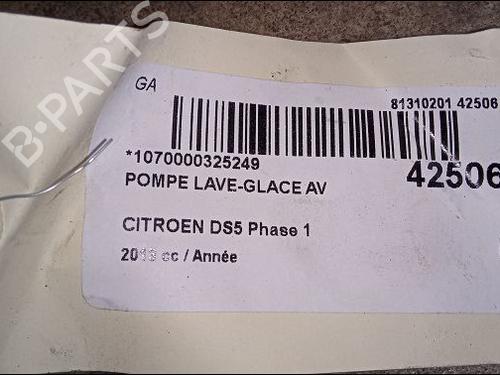 B-PARTS
GA
81310201 42506
*1070000325249
42506
POMPE LAVE-GLACE AV
CITROEN DS5 Phase 1
cc / Année